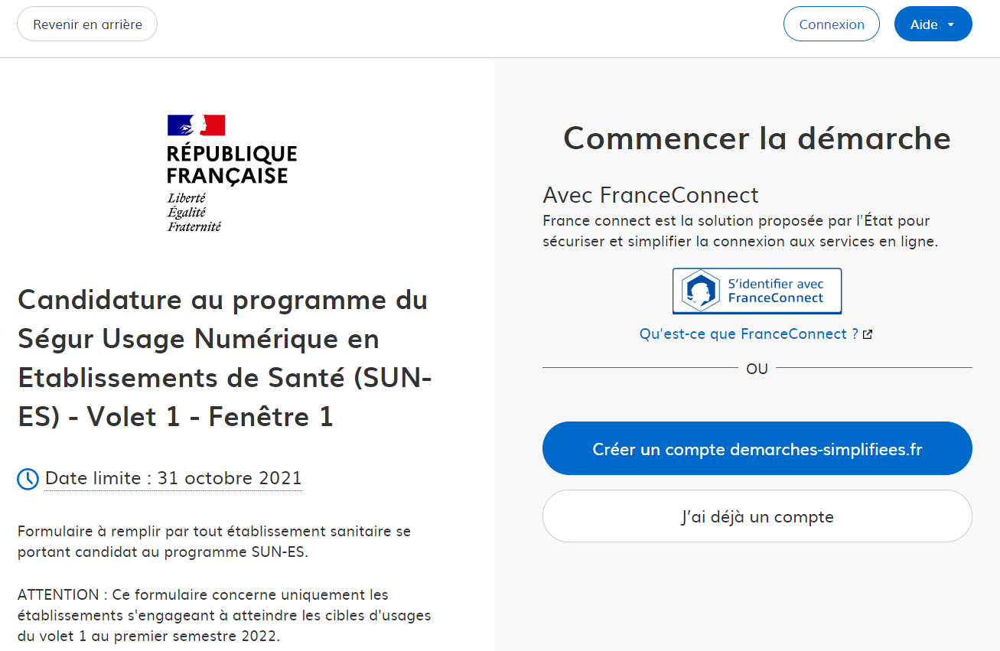 Revenir en arrière
Connexion
Aide
RÉPUBLIQUE
FRANÇAISE
Liberté
Égalité
Fraternité
Candidature au programme du
Ségur Usage Numérique en
Etablissements de Santé (SUN-
ES) - Volet 1 - Fenêtre 1
Date limite : 31 octobre 2021
Formulaire à remplir par tout établissement sanitaire se
portant candidat au programme SUN-ES.
ATTENTION : Ce formulaire concerne uniquement les
établissements s'engageant à atteindre les cibles d'usages
du volet 1 au premier semestre 2022.
Commencer la démarche
Avec FranceConnect
France connect est la solution proposée par l’État pour
sécuriser et simplifier la connexion aux services en ligne.
S’identifier avec
FranceConnect
Qu’est-ce que FranceConnect ?
OU
Créer un compte demarches-simplifiees.fr
J’ai déjà un compte